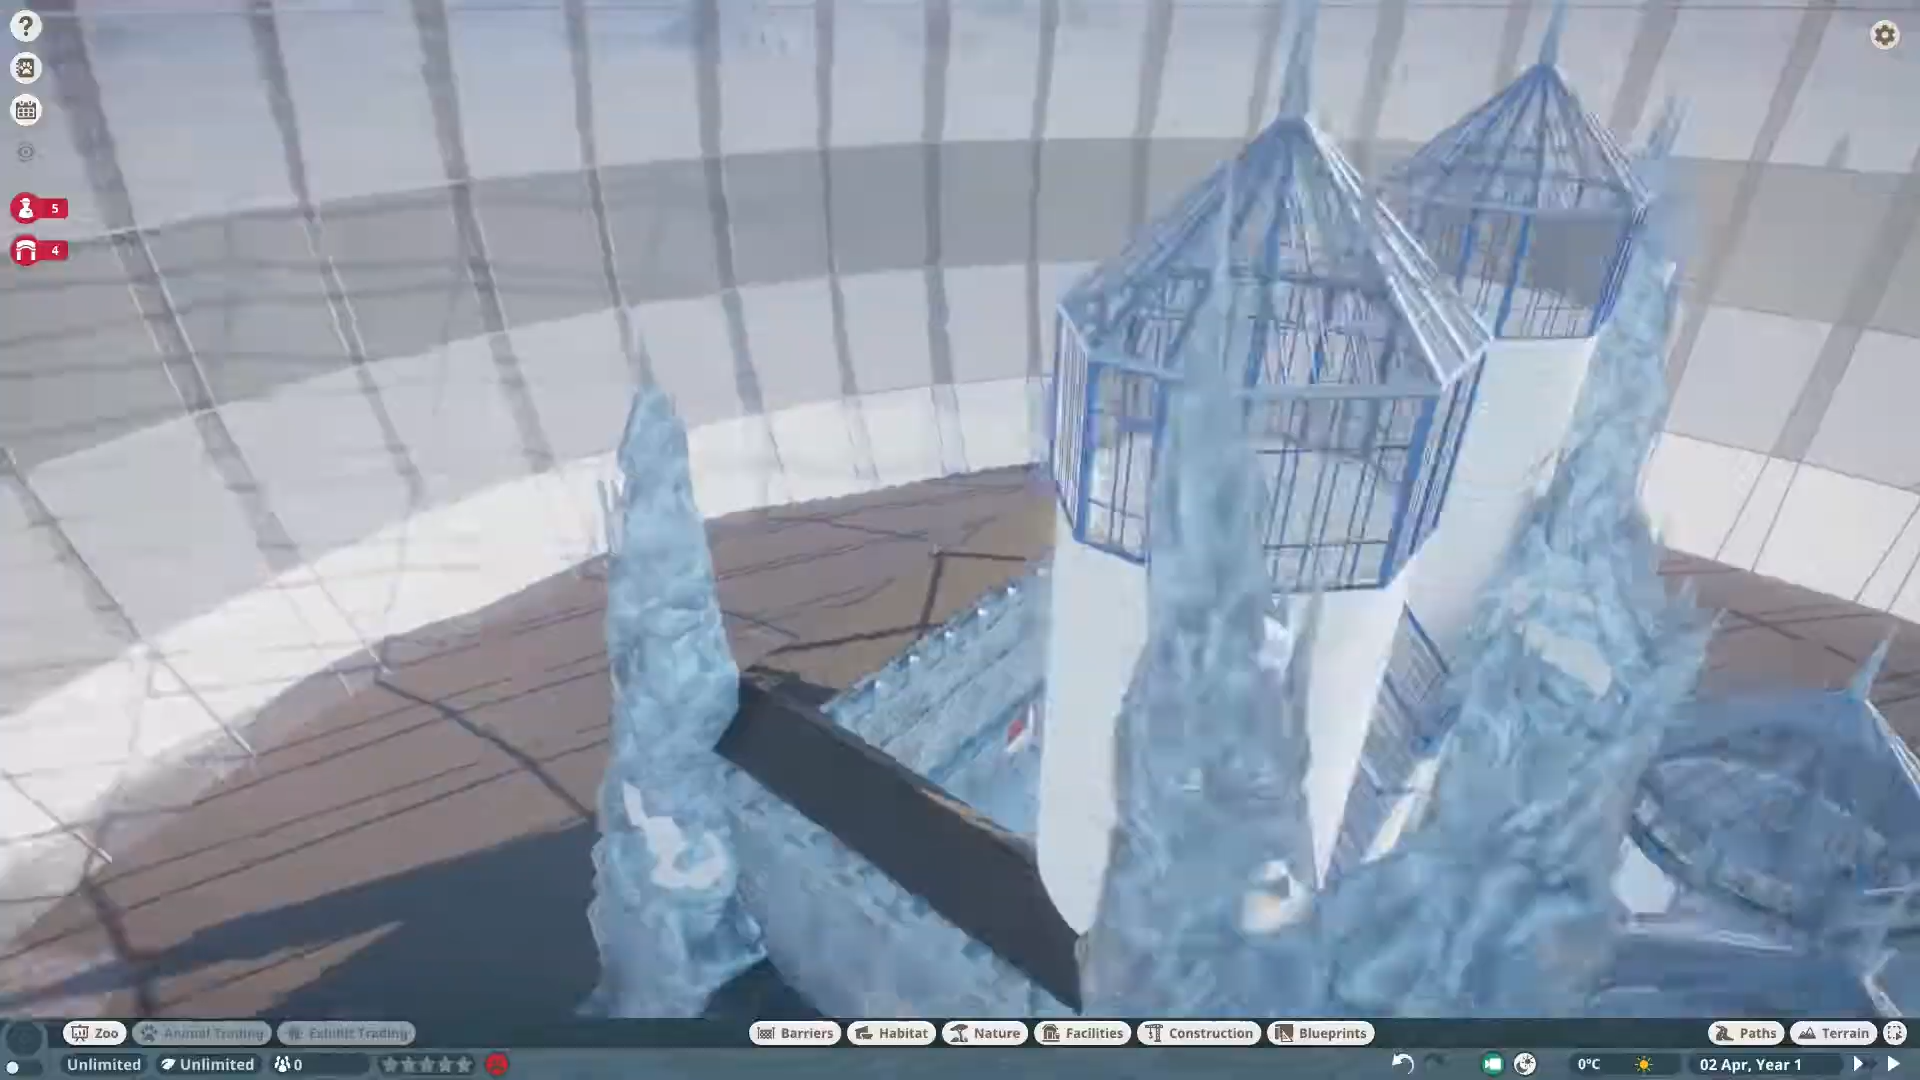 ?
5
4
Zoo
Animal Trading
Exhibit Trading
Barriers
Habitat
Nature
Facilities
Construction
Blueprints
Paths
Terrain
Unlimited
Unlimited
0
0°C
02 Apr, Year 1